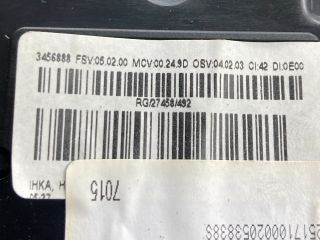 3456888 FSV:05.02.00 MCV:00.24.9D OSV:04.02.03 CI:42 DI:0E00
RG/27458/492
IHKA, H
7015
251710002053838S